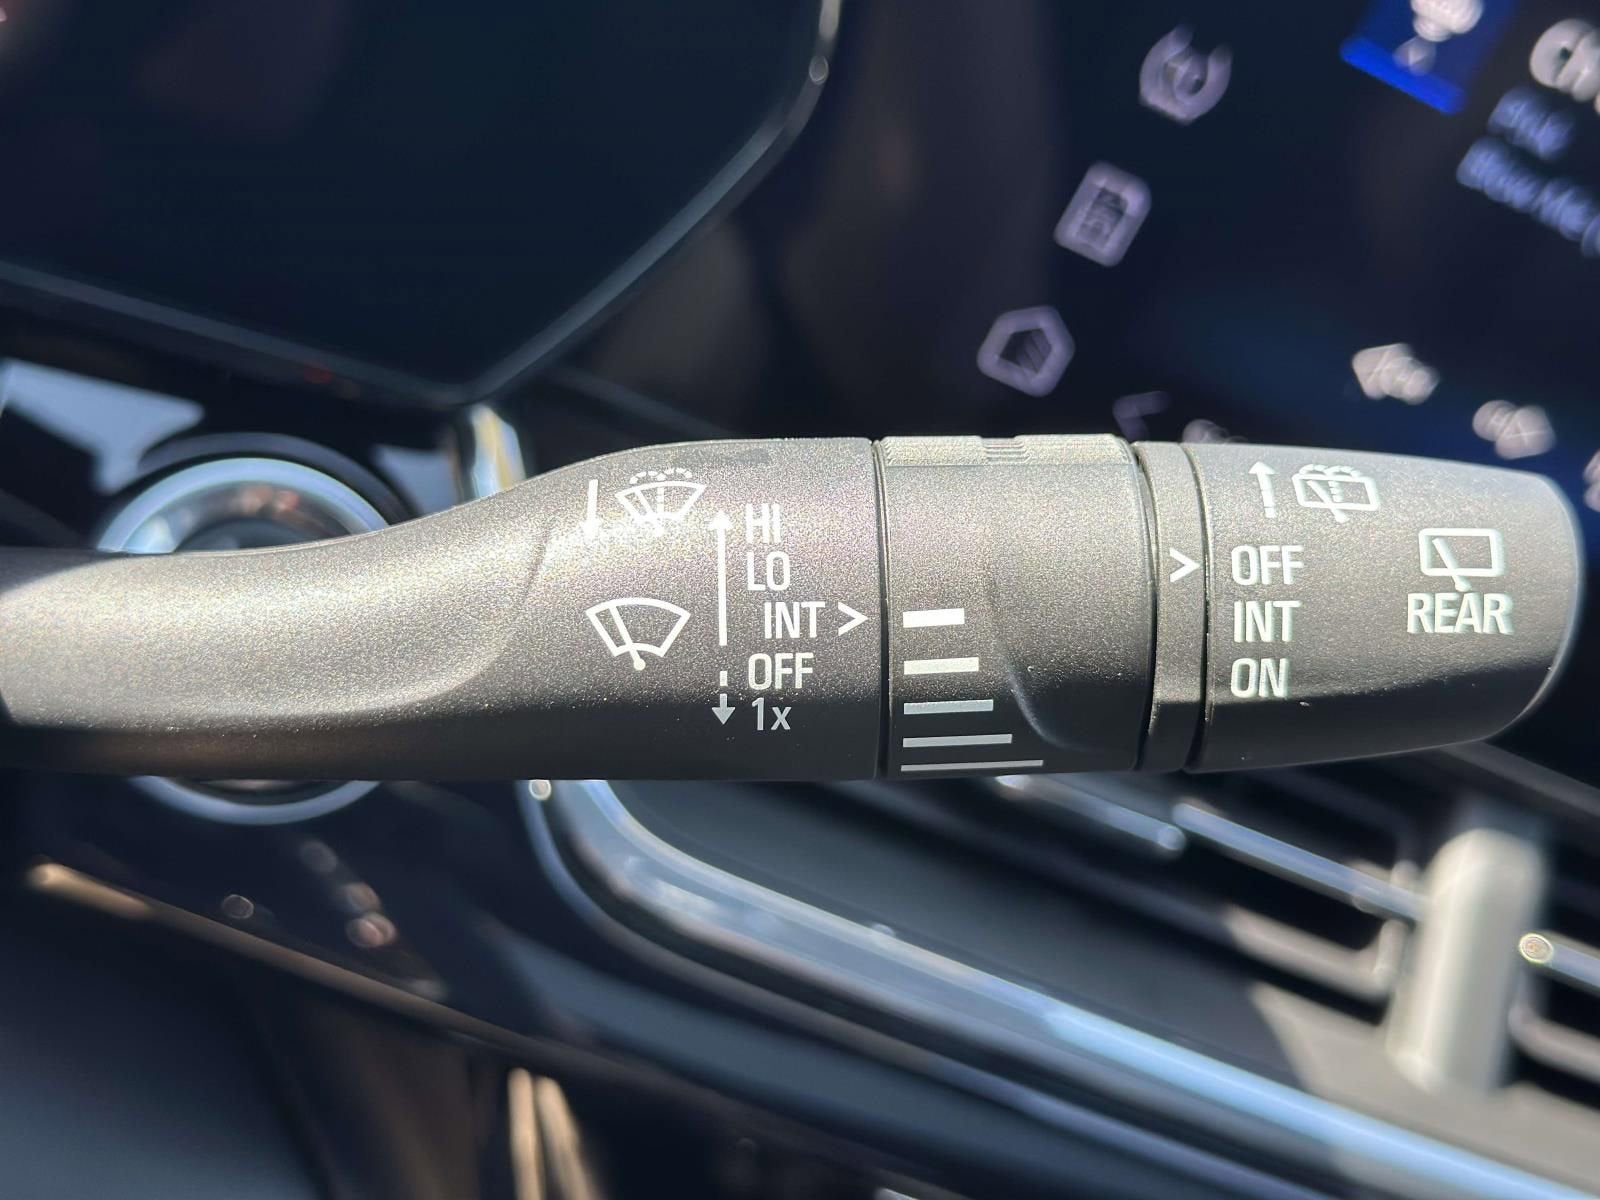 HI
LO
INT >
OFF
1x
>
OFF
INT
ON
REAR